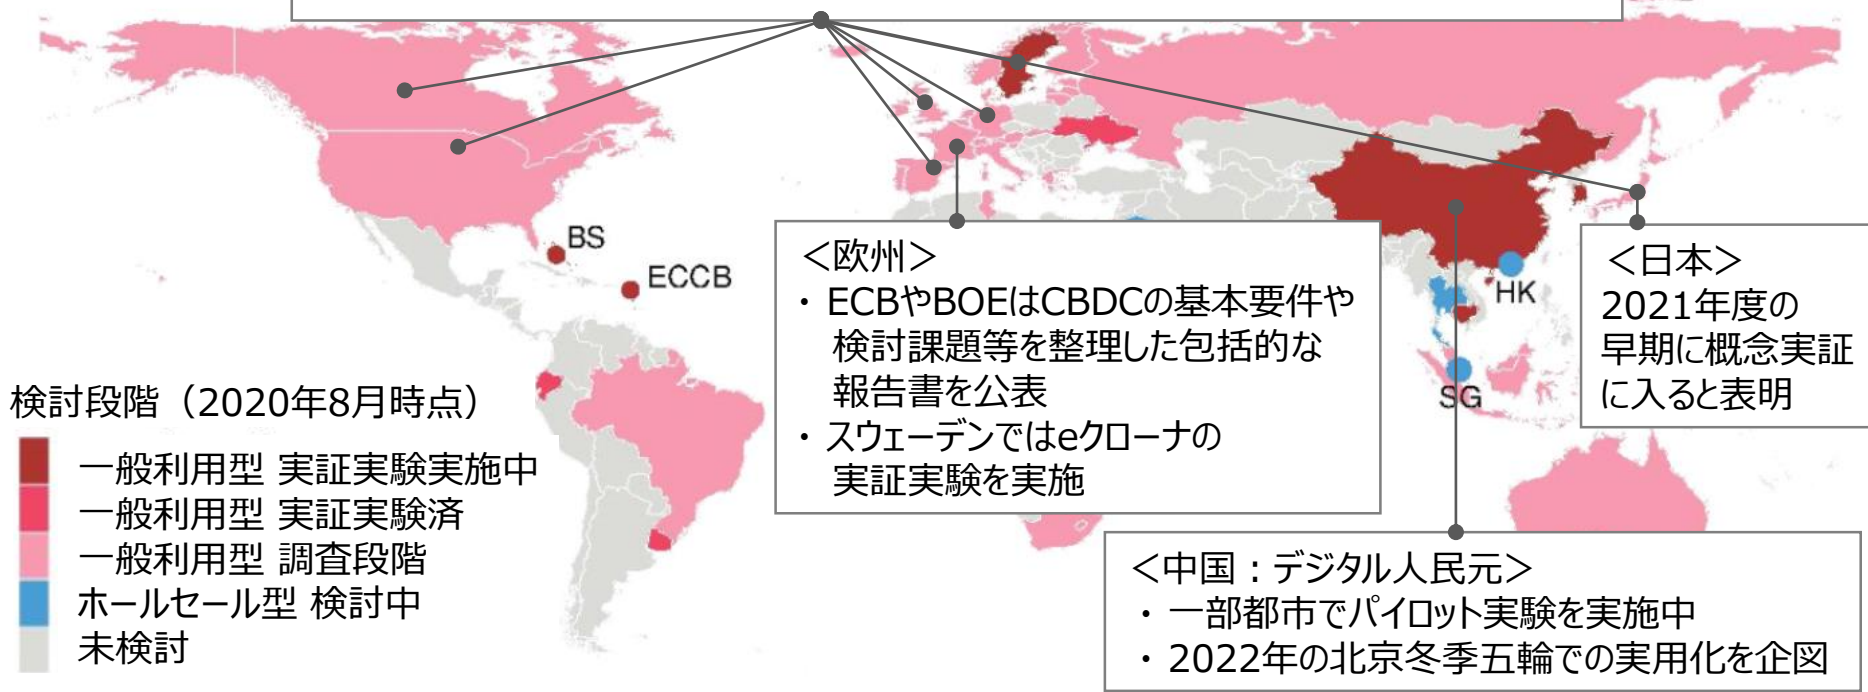 BS
ECCB
HK
SG
検討段階（2020年8月時点）
一般利用型 実証実験実施中
一般利用型 実証実験済
一般利用型 調査段階
ホールセール型 検討中
未検討
＜欧州＞
・ ECBやBOEはCBDCの基本要件や
検討課題等を整理した包括的な
報告書を公表
・ スウェーデンではeクローナの
実証実験を実施
＜日本＞
2021年度の
早期に概念実証
に入ると表明
＜中国：デジタル人民元＞
・ 一部都市でパイロット実験を実施中
・ 2022年の北京冬季五輪での実用化を企図